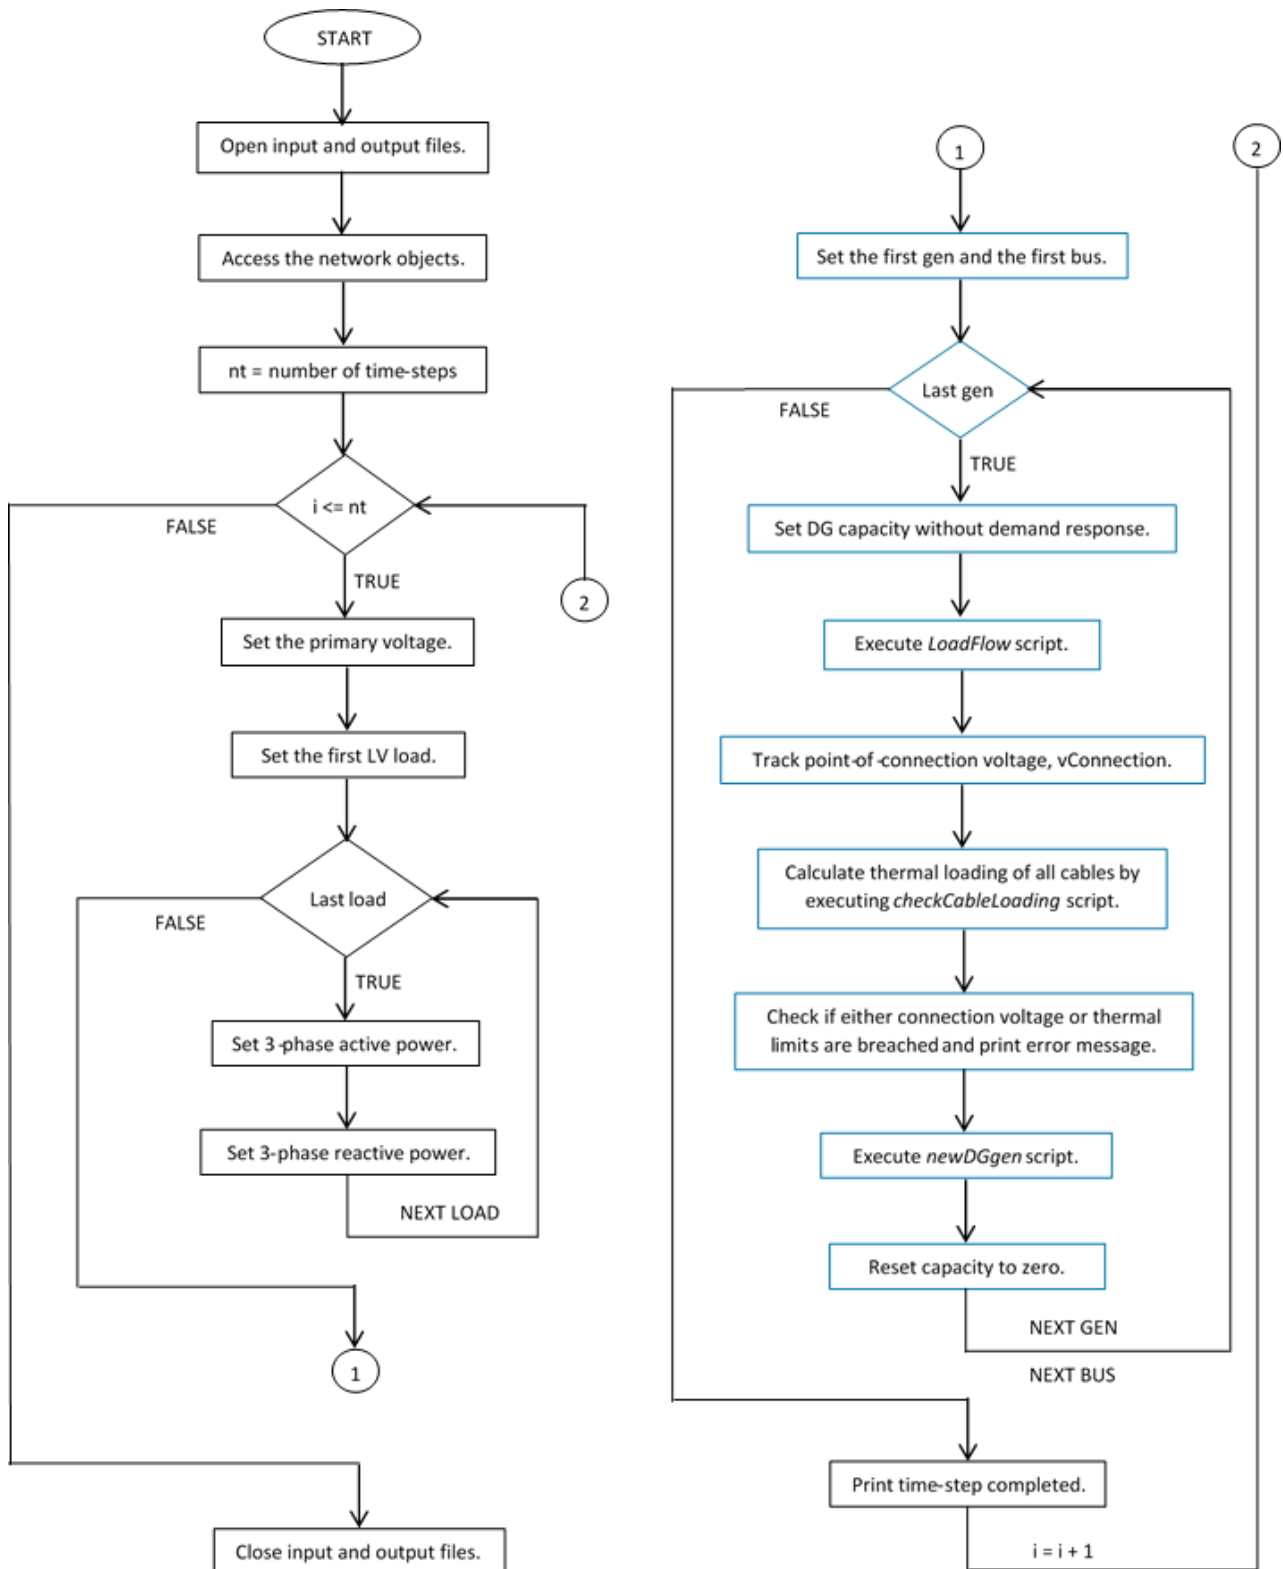 START
Open input and output files.
Access the network objects.
nt = number of time-steps
i <= nt
FALSE
TRUE
2
Set the primary voltage.
Set the first LV load.
Last load
FALSE
TRUE
Set 3-phase active power.
Set 3-phase reactive power.
NEXT LOAD
1
Close input and output files.
1
2
Set the first gen and the first bus.
Last gen
FALSE
TRUE
Set DG capacity without demand response.
Execute LoadFlow script.
Track point-of-connection voltage, vConnection.
Calculate thermal loading of all cables by
executing checkCableLoading script.
Check if either connection voltage or thermal
limits are breached and print error message.
Execute newDGgen script.
Reset capacity to zero.
NEXT GEN
NEXT BUS
Print time-step completed.
i = i + 1